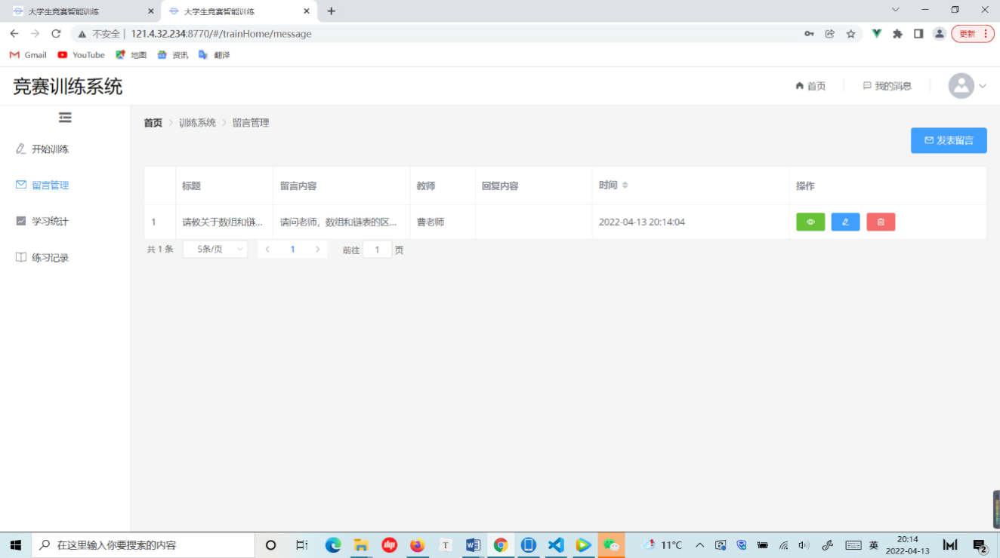 大学生竞赛智能训练
大学生竞赛智能训练
不安全 | 121.4.32.234:8770/#/trainHome/message
更新
Gmail YouTube 地图 资讯 翻译
竞赛训练系统
首页 我的消息
首页 > 训练系统 > 留言管理
发表留言
开始训练
留言管理
学习统计
练习记录
标题 留言内容 教师 回复内容 时间 操作
1 请教关于数组和链... 请问老师，数组和链表的区... 曹老师 2022-04-13 20:14:04
共 1 条 5条/页 < 1 > 前往 1 页
在这里输入你要搜索的内容
11°C
英
20:14
2022-04-13
2